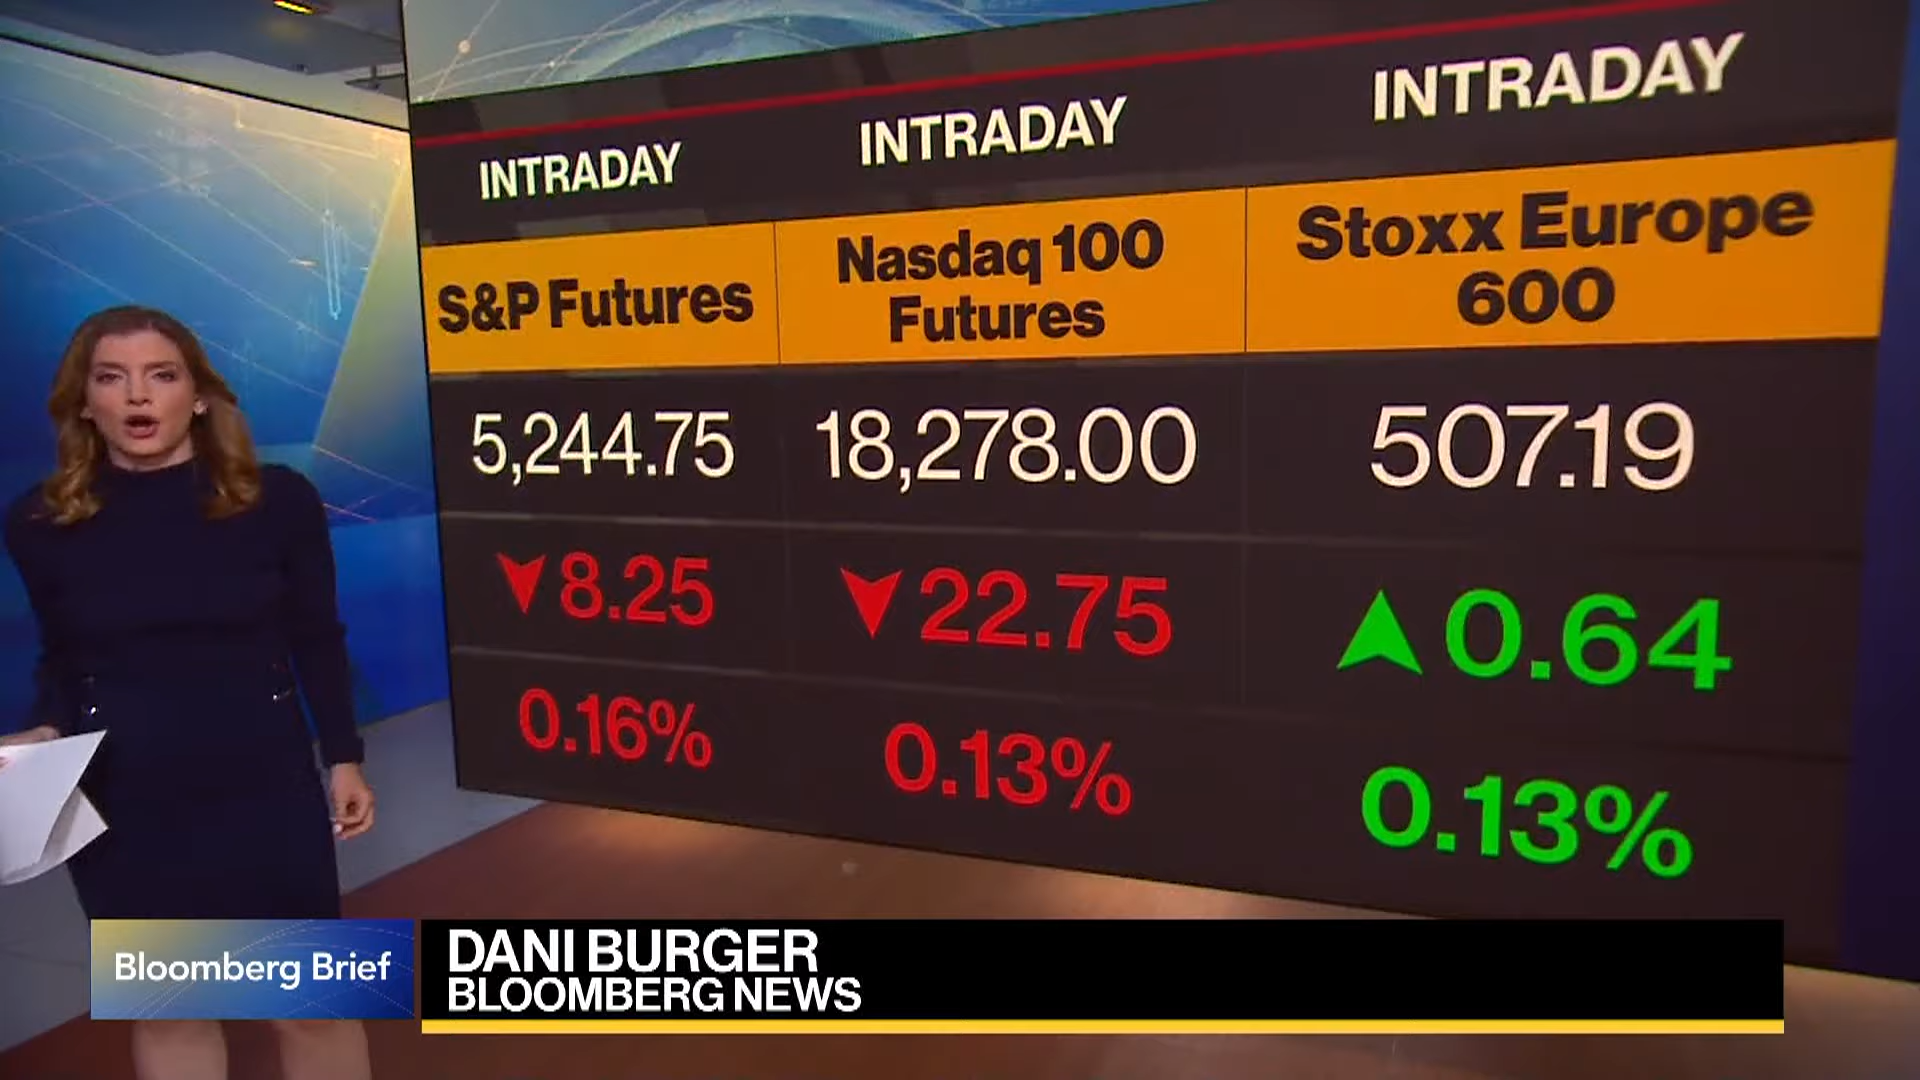 INTRADAY INTRADAY INTRADAY
S&P Futures
Nasdaq 100
Futures
Stoxx Europe
600
5,244.75 18,278.00 507.19
▼8.25 ▼22.75 ▲0.64
0.16% 0.13% 0.13%
Bloomberg Brief
DANI BURGER
BLOOMBERG NEWS